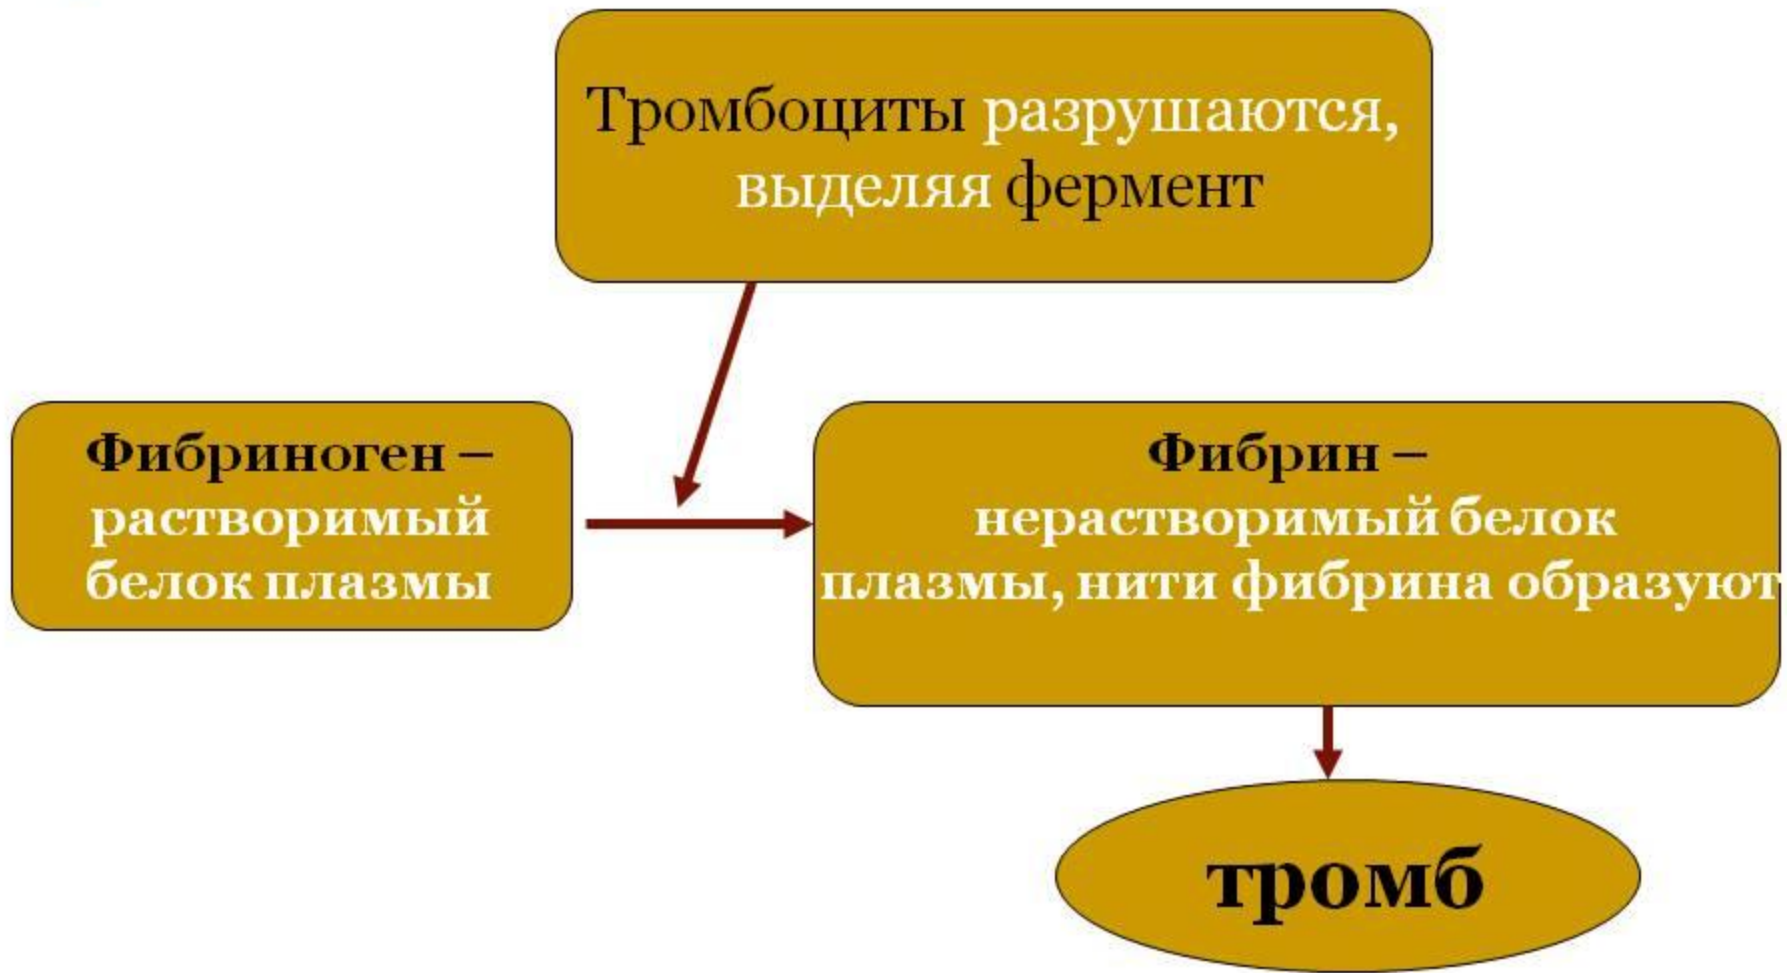 Тромбоциты разрушаются,
выделяя фермент
Фибриноген –
растворимый
белок плазмы
Фибрин –
нерастворимый белок
плазмы, нити фибрина образуют
тромб